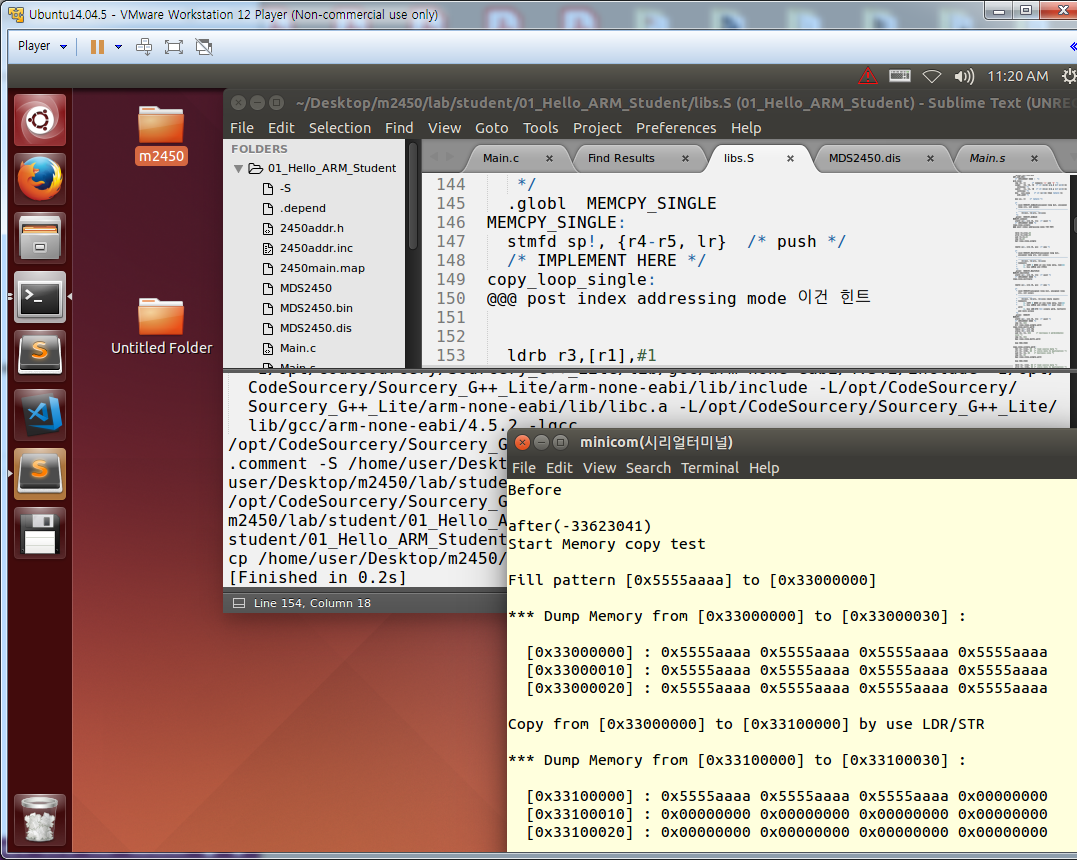 Ubuntu14.04.5 - VMware Workstation 12 Player (Non-commercial use only)
Player
11:20 AM
~/Desktop/m2450/lab/student/01_Hello_ARM_Student/libs.S (01_Hello_ARM_Student) - Sublime Text (UNREG
File Edit Selection Find View Goto Tools Project Preferences Help
m2450
Untitled Folder
FOLDERS
01_Hello_ARM_Student
-S
.depend
2450addr.h
2450addr.inc
2450main.map
MDS2450
MDS2450.bin
MDS2450.dis
Main.c
Main.s
Main.c Find Results libs.S MDS2450.dis Main.s
144 */
145 .globl MEMCPY_SINGLE
146 MEMCPY_SINGLE:
147 stmfd sp!, {r4-r5, lr} /* push */
148 /* IMPLEMENT HERE */
149 copy_loop_single:
150 @@@@ post index addressing mode 이건 힌트
151
152
153 ldrb r3,[r1],#1
CodeSourcery/Sourcery_G++_Lite/arm-none-eabi/lib/include -L/opt/CodeSourcery/
Sourcery_G++_Lite/arm-none-eabi/lib/libc.a -L/opt/CodeSourcery/Sourcery_G++_Lite/
lib/gcc/arm-none-eabi/4.5.2 -lgcc
/opt/CodeSourcery/Sourcery_G
.comment -S /home/user/Deskt
user/Desktop/m2450/lab/stude
/opt/CodeSourcery/Sourcery_G
m2450/lab/student/01_Hello_A
student/01_Hello_ARM_Student
cp /home/user/Desktop/m2450/
[Finished in 0.2s]
Line 154, Column 18
minicom(시리얼터미널)
File Edit View Search Terminal Help
Before
after(-33623041)
Start Memory copy test
Fill pattern [0x5555aaaa] to [0x33000000]
*** Dump Memory from [0x33000000] to [0x33000030] :
[0x33000000] : 0x5555aaaa 0x5555aaaa 0x5555aaaa 0x5555aaaa
[0x33000010] : 0x5555aaaa 0x5555aaaa 0x5555aaaa 0x5555aaaa
[0x33000020] : 0x5555aaaa 0x5555aaaa 0x5555aaaa 0x5555aaaa
Copy from [0x33000000] to [0x33100000] by use LDR/STR
*** Dump Memory from [0x33100000] to [0x33100030] :
[0x33100000] : 0x5555aaaa 0x5555aaaa 0x5555aaaa 0x00000000
[0x33100010] : 0x00000000 0x00000000 0x00000000 0x00000000
[0x33100020] : 0x00000000 0x00000000 0x00000000 0x00000000